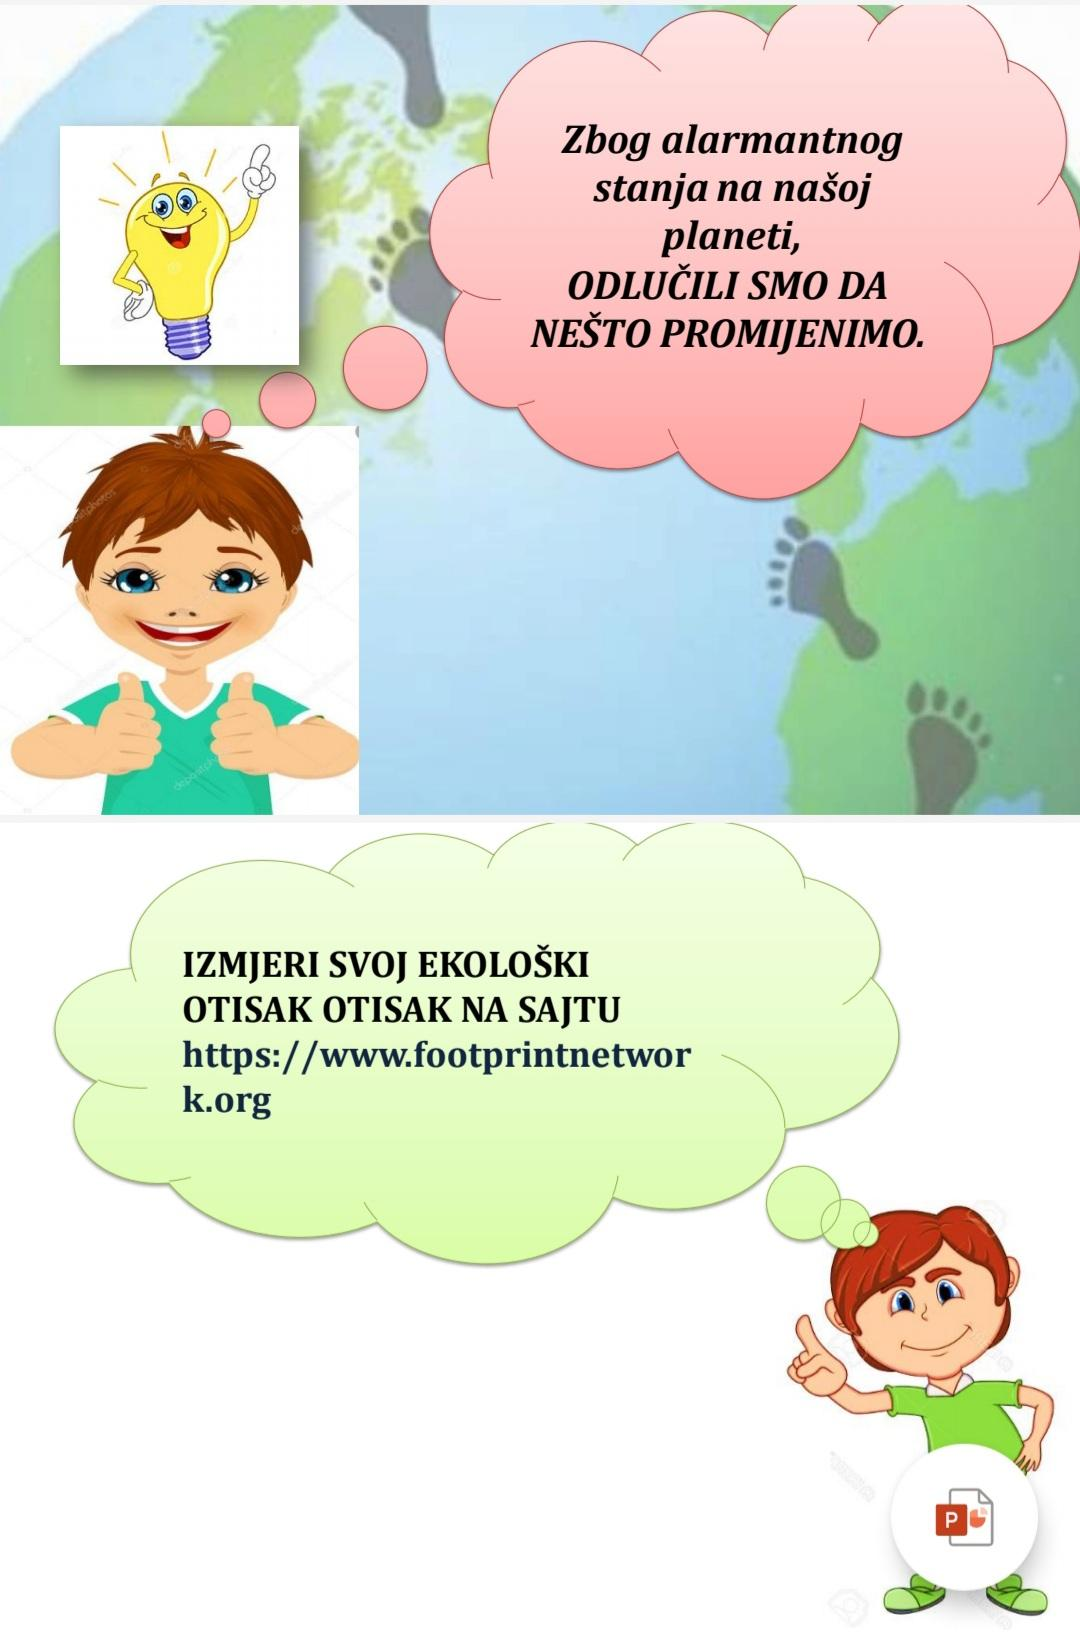 Zbog alarmantnog
stanja na našoj
planeti,
ODLUČILI SMO DA
NEŠTO PROMIJENIMO.
IZMJERI SVOJ EKOLOŠKI
OTISAK OTISAK NA SAJTU
https://www.footprintnetwor
k.org
P